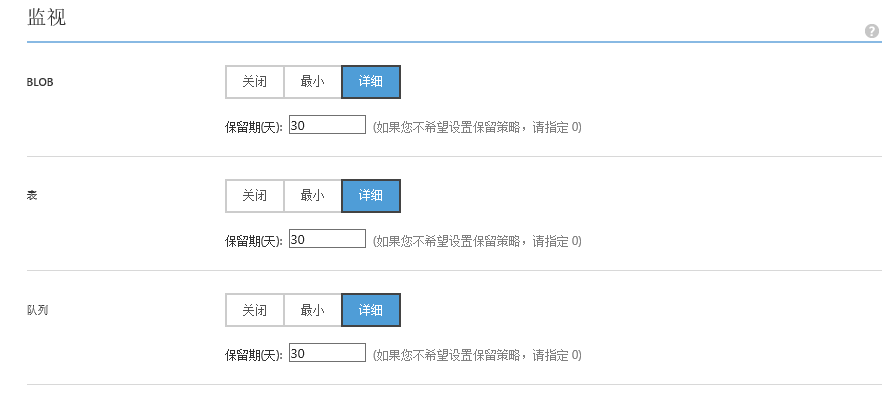 监视
?
BLOB 关闭 最小 详细
保留期(天): 30 (如果您不希望设置保留策略，请指定 0)
表 关闭 最小 详细
保留期(天): 30 (如果您不希望设置保留策略，请指定 0)
队列 关闭 最小 详细
保留期(天): 30 (如果您不希望设置保留策略，请指定 0)